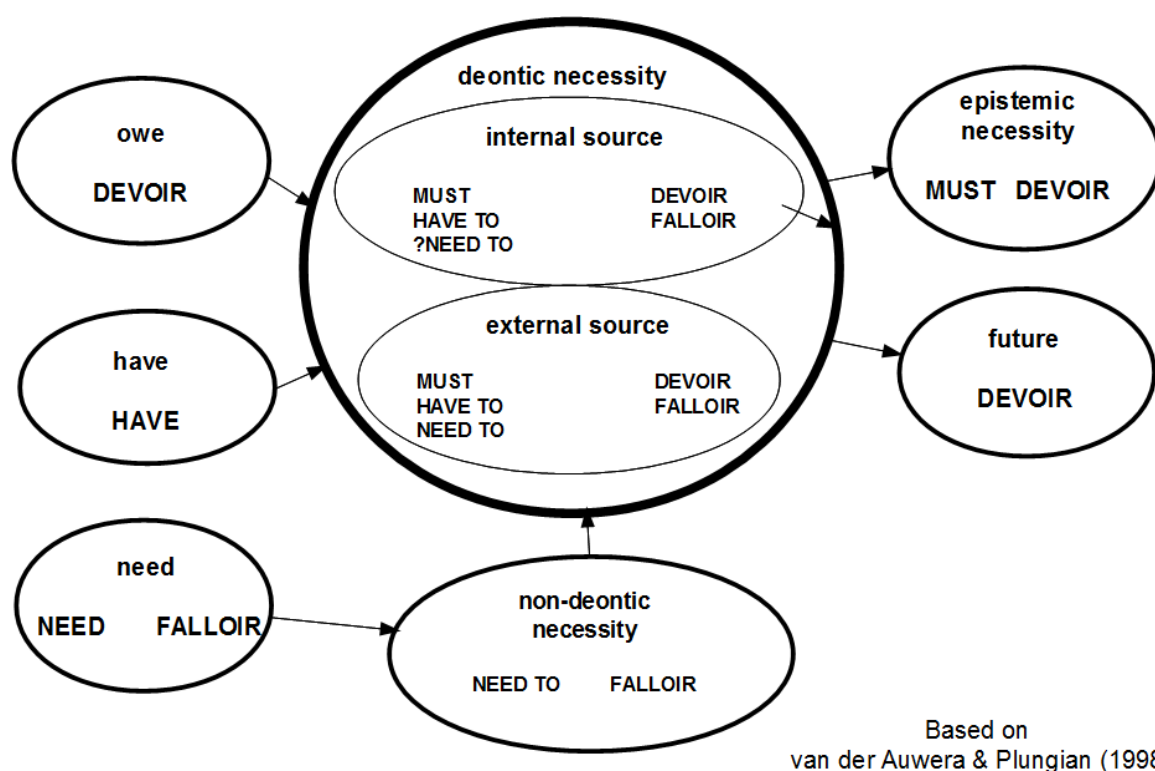 deontic necessity
internal source
MUST DEVOIR
HAVE TO FALLOIR
?NEED TO
external source
MUST DEVOIR
HAVE TO FALLOIR
NEED TO
owe
DEVOIR
have
HAVE
need
NEED FALLOIR
non-deontic
necessity
NEED TO FALLOIR
epistemic
necessity
MUST DEVOIR
future
DEVOIR
Based on
van der Auwera & Plungian (1998